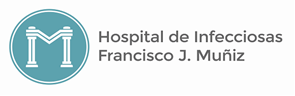 Hospital de Infecciosas
Francisco J. Muñiz